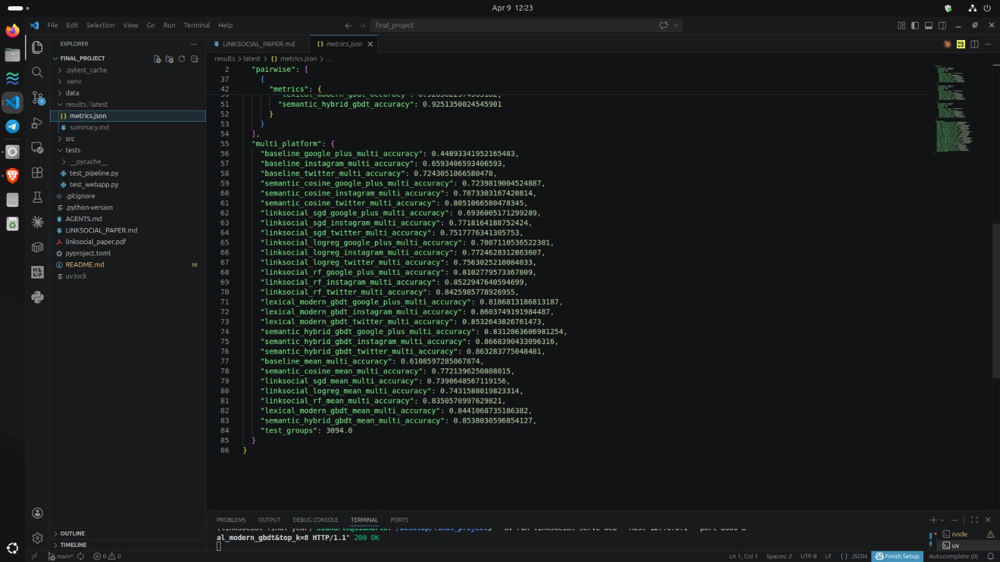 Apr 9 12:23
File Edit Selection View Go Run Terminal Help
final_project
EXPLORER
FINAL_PROJECT
.pytest_cache
.venv
data
results/latest
metrics.json
summary.md
src
tests
__pycache__
test_pipeline.py
test_webapp.py
.gitignore
.python-version
AGENTS.md
LINKSOCIAL_PAPER.md
linksocial_paper.pdf
pyproject.toml
README.md M
uv.lock
OUTLINE
TIMELINE
LINKSOCIAL_PAPER.md
metrics.json
results > latest > {} metrics.json > ...
2 "pairwise": [
37 {
42 "metrics": {
51 "semantic_hybrid_gbdt_accuracy": 0.9251350024545901
52 }
53 }
54 ],
55 "multi_platform": {
56 "baseline_google_plus_multi_accuracy": 0.44893341952165483,
57 "baseline_instagram_multi_accuracy": 0.6593406593406593,
58 "baseline_twitter_multi_accuracy": 0.7243051066580478,
59 "semantic_cosine_google_plus_multi_accuracy": 0.7239819004524887,
60 "semantic_cosine_instagram_multi_accuracy": 0.7873303167420814,
61 "semantic_cosine_twitter_multi_accuracy": 0.8051066580478345,
62 "linksocial_sgd_google_plus_multi_accuracy": 0.6936005171299289,
63 "linksocial_sgd_instagram_multi_accuracy": 0.7718164188752424,
64 "linksocial_sgd_twitter_multi_accuracy": 0.7517776341305753,
65 "linksocial_logreg_google_plus_multi_accuracy": 0.7007110536522301,
66 "linksocial_logreg_instagram_multi_accuracy": 0.7724628312863607,
67 "linksocial_logreg_twitter_multi_accuracy": 0.7563025210084033,
68 "linksocial_rf_google_plus_multi_accuracy": 0.8102779573367809,
69 "linksocial_rf_instagram_multi_accuracy": 0.8522947640594699,
70 "linksocial_rf_twitter_multi_accuracy": 0.8425985778926955,
71 "lexical_modern_gbdt_google_plus_multi_accuracy": 0.8186813186813187,
72 "lexical_modern_gbdt_instagram_multi_accuracy": 0.8603749191984487,
73 "lexical_modern_gbdt_twitter_multi_accuracy": 0.8532643826761473,
74 "semantic_hybrid_gbdt_google_plus_multi_accuracy": 0.8312863606981254,
75 "semantic_hybrid_gbdt_instagram_multi_accuracy": 0.8668390433096316,
76 "semantic_hybrid_gbdt_twitter_multi_accuracy": 0.863283775048481,
77 "baseline_mean_multi_accuracy": 0.6108597285067874,
78 "semantic_cosine_mean_multi_accuracy": 0.7721396250808015,
79 "linksocial_sgd_mean_multi_accuracy": 0.7390648567119156,
80 "linksocial_logreg_mean_multi_accuracy": 0.7431588019823314,
81 "linksocial_rf_mean_multi_accuracy": 0.8350570997629821,
82 "lexical_modern_gbdt_mean_multi_accuracy": 0.8441068735186382,
83 "semantic_hybrid_gbdt_mean_multi_accuracy": 0.8538030596854127,
84 "test_groups": 3094.0
85 }
86 }
PROBLEMS OUTPUT DEBUG CONSOLE TERMINAL PORTS
al_modern_gbdt&top_k=8 HTTP/1.1" 200 OK
node
uv
main* 0 0 Ln 1, Col 1 Spaces: 2 UTF-8 LF {} JSON Finish Setup Autocomplete (0)